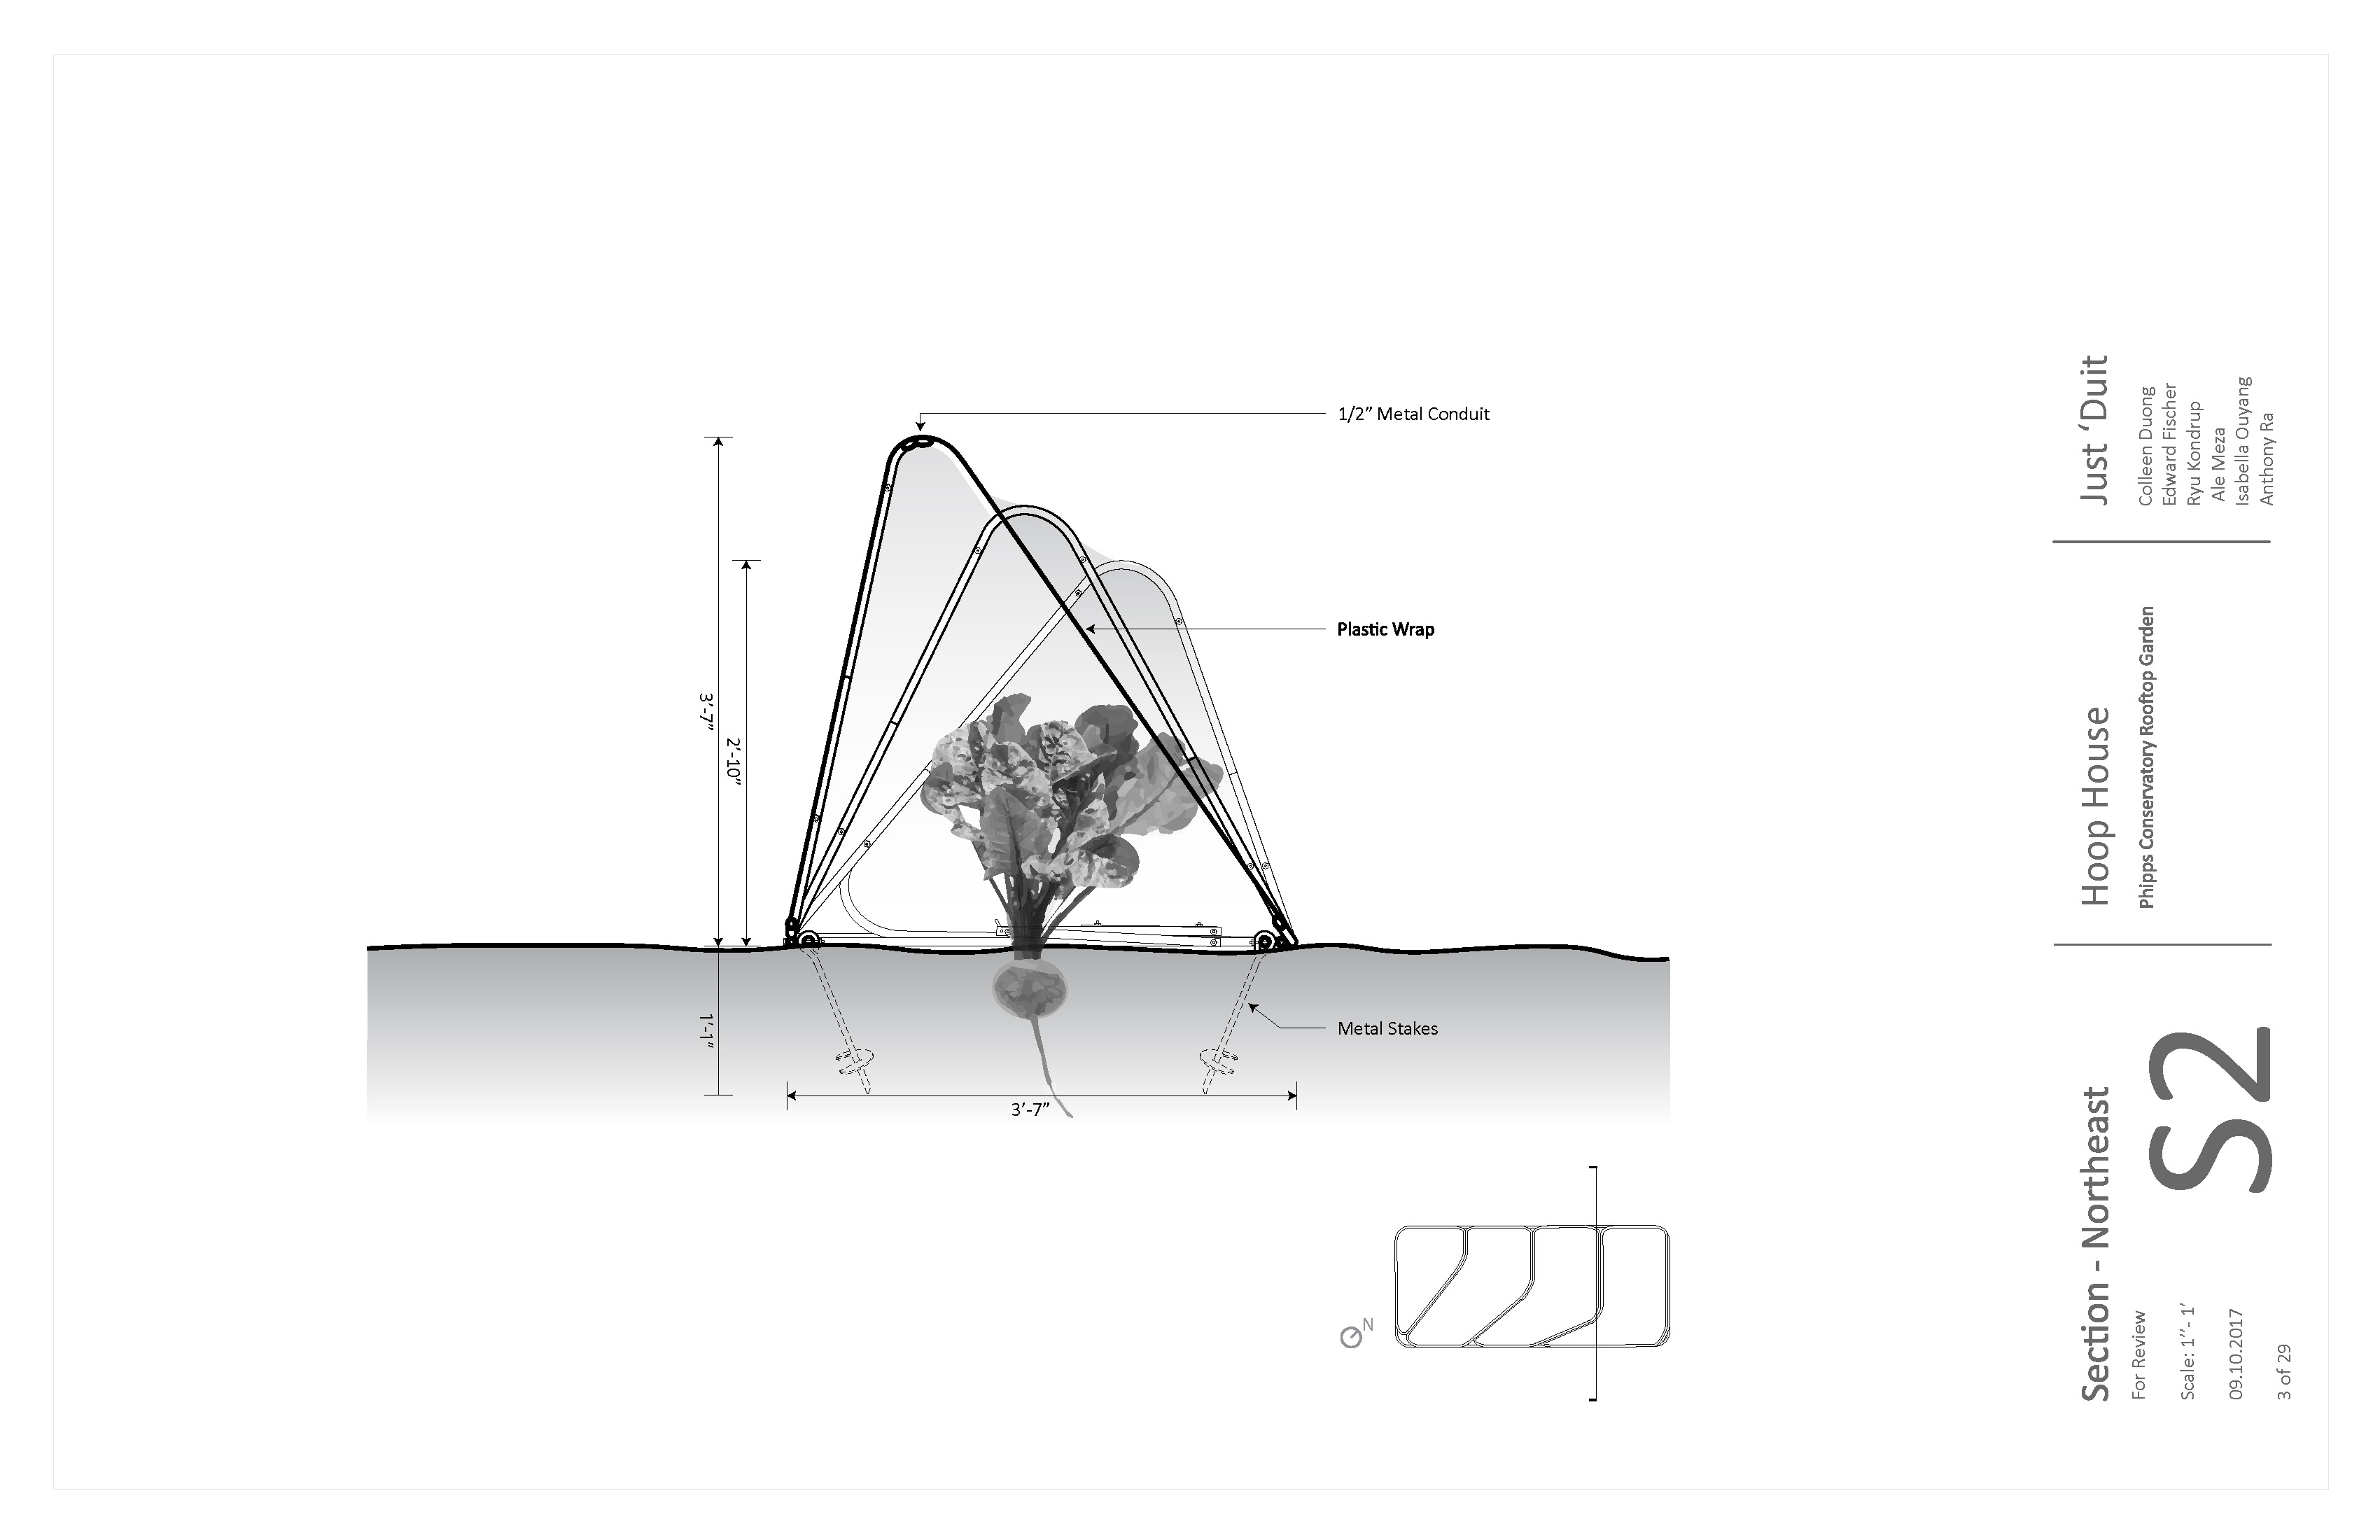 1/2” Metal Conduit
Plastic Wrap
3’-7”
2’-10”
1’-1”
Metal Stakes
3’-7”
N
Just ‘Duit
Colleen Duong
Edward Fischer
Ryu Kondrup
Ale Meza
Isabella Ouyang
Anthony Ra
Hoop House
Phipps Conservatory Rooftop Garden
Section - Northeast
For Review
Scale: 1”- 1’
09.10.2017
3 of 29
S2